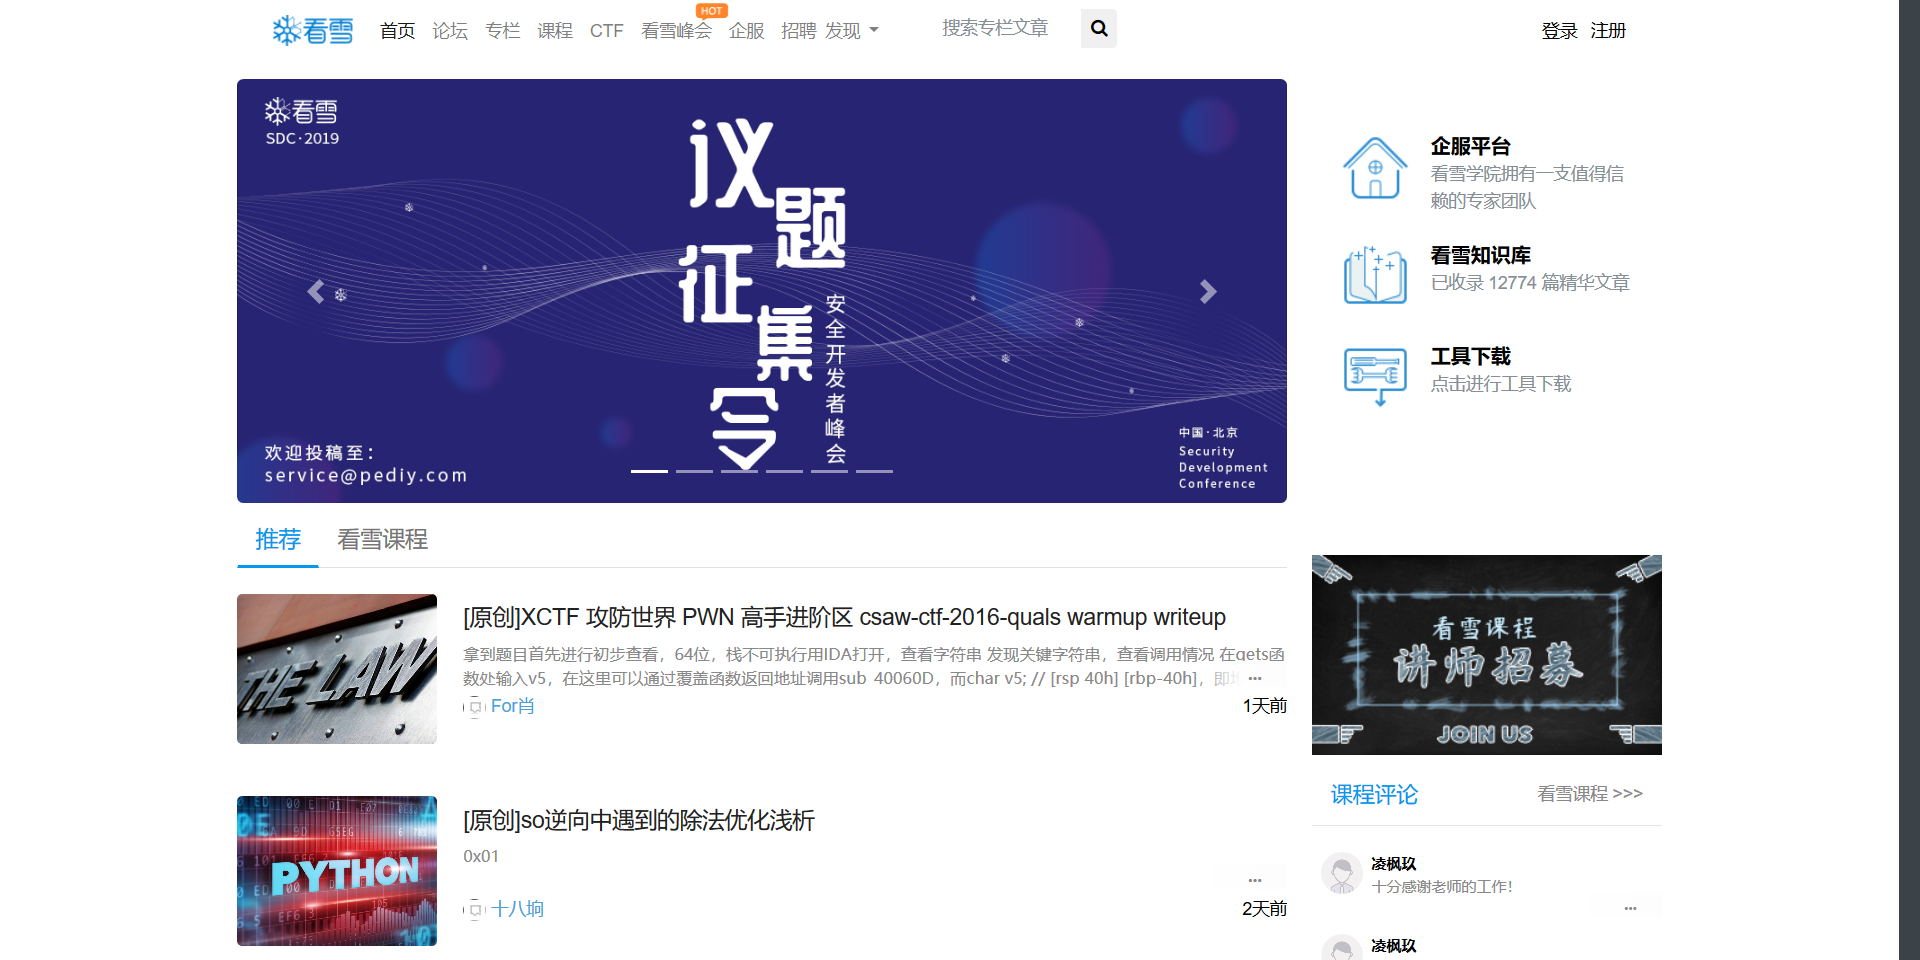 看雪
首页 论坛 专栏 课程 CTF 看雪峰会 HOT 企服 招聘 发现
搜索专栏文章
登录 注册
看雪
SDC·2019
议题
征集令
安全开发者峰会
欢迎投稿至：
service@pediy.com
中国·北京
Security
Development
Conference
企服平台
看雪学院拥有一支值得信
赖的专家团队
看雪知识库
已收录 12774 篇精华文章
工具下载
点击进行工具下载
推荐 看雪课程
THE LAW
[原创]XCTF 攻防世界 PWN 高手进阶区 csaw-ctf-2016-quals warmup writeup
拿到题目首先进行初步查看，64位，栈不可执行用IDA打开，查看字符串 发现关键字符串，查看调用情况 在gets函
数处输入v5，在这里可以通过覆盖函数返回地址调用sub_40060D，而char v5; // [rsp 40h] [rbp-40h]，即 ...
For肖
1天前
PYTHON
[原创]so逆向中遇到的除法优化浅析
0x01
...
十八垧
2天前
看雪课程
讲师招募
JOIN US
课程评论
看雪课程 >>>
凌枫玖
十分感谢老师的工作！
...
凌枫玖